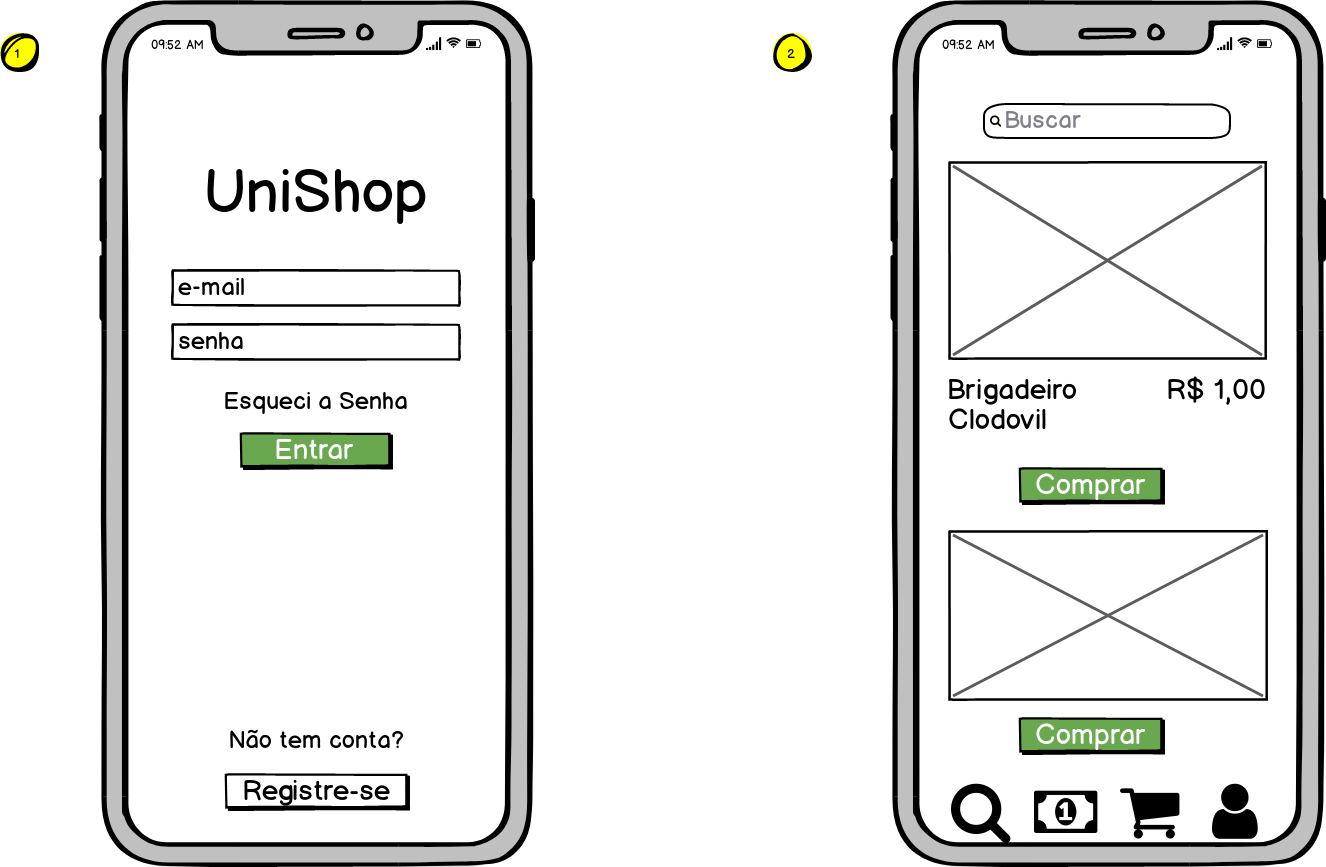 1
09:52 AM
UniShop
e-mail
senha
Esqueci a Senha
Entrar
Não tem conta?
Registre-se
2
09:52 AM
Buscar
Brigadeiro R$ 1,00
Clodovil
Comprar
Comprar
1